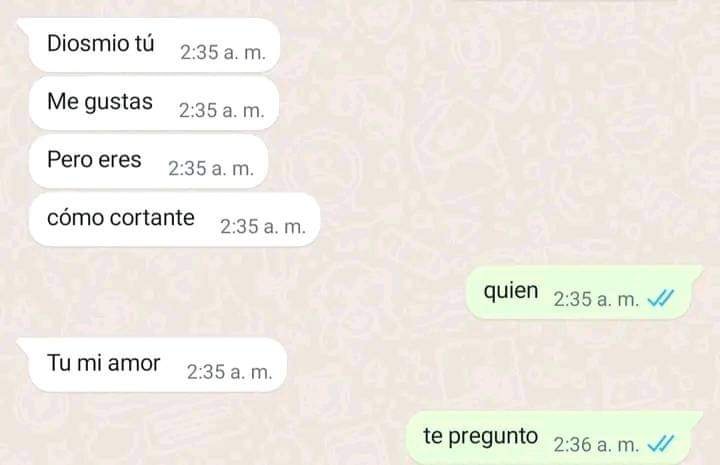 Diosmio tú 2:35 a. m.
Me gustas 2:35 a. m.
Pero eres 2:35 a. m.
cómo cortante 2:35 a. m.
quien 2:35 a. m.
Tu mi amor 2:35 a. m.
te pregunto 2:36 a. m.